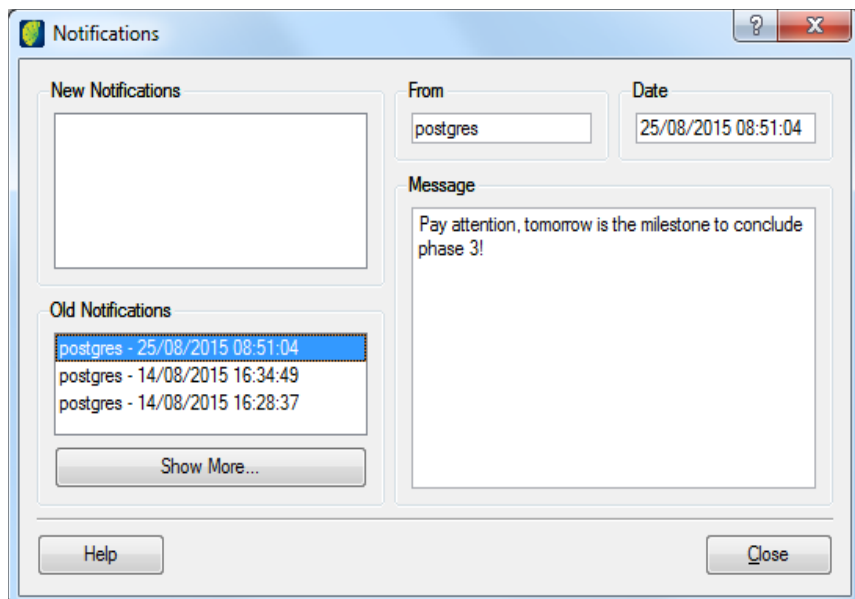 Notifications
New Notifications
From
postgres
Date
25/08/2015 08:51:04
Message
Pay attention, tomorrow is the milestone to conclude
phase 3!
Old Notifications
postgres - 25/08/2015 08:51:04
postgres - 14/08/2015 16:34:49
postgres - 14/08/2015 16:28:37
Show More...
Help
Close